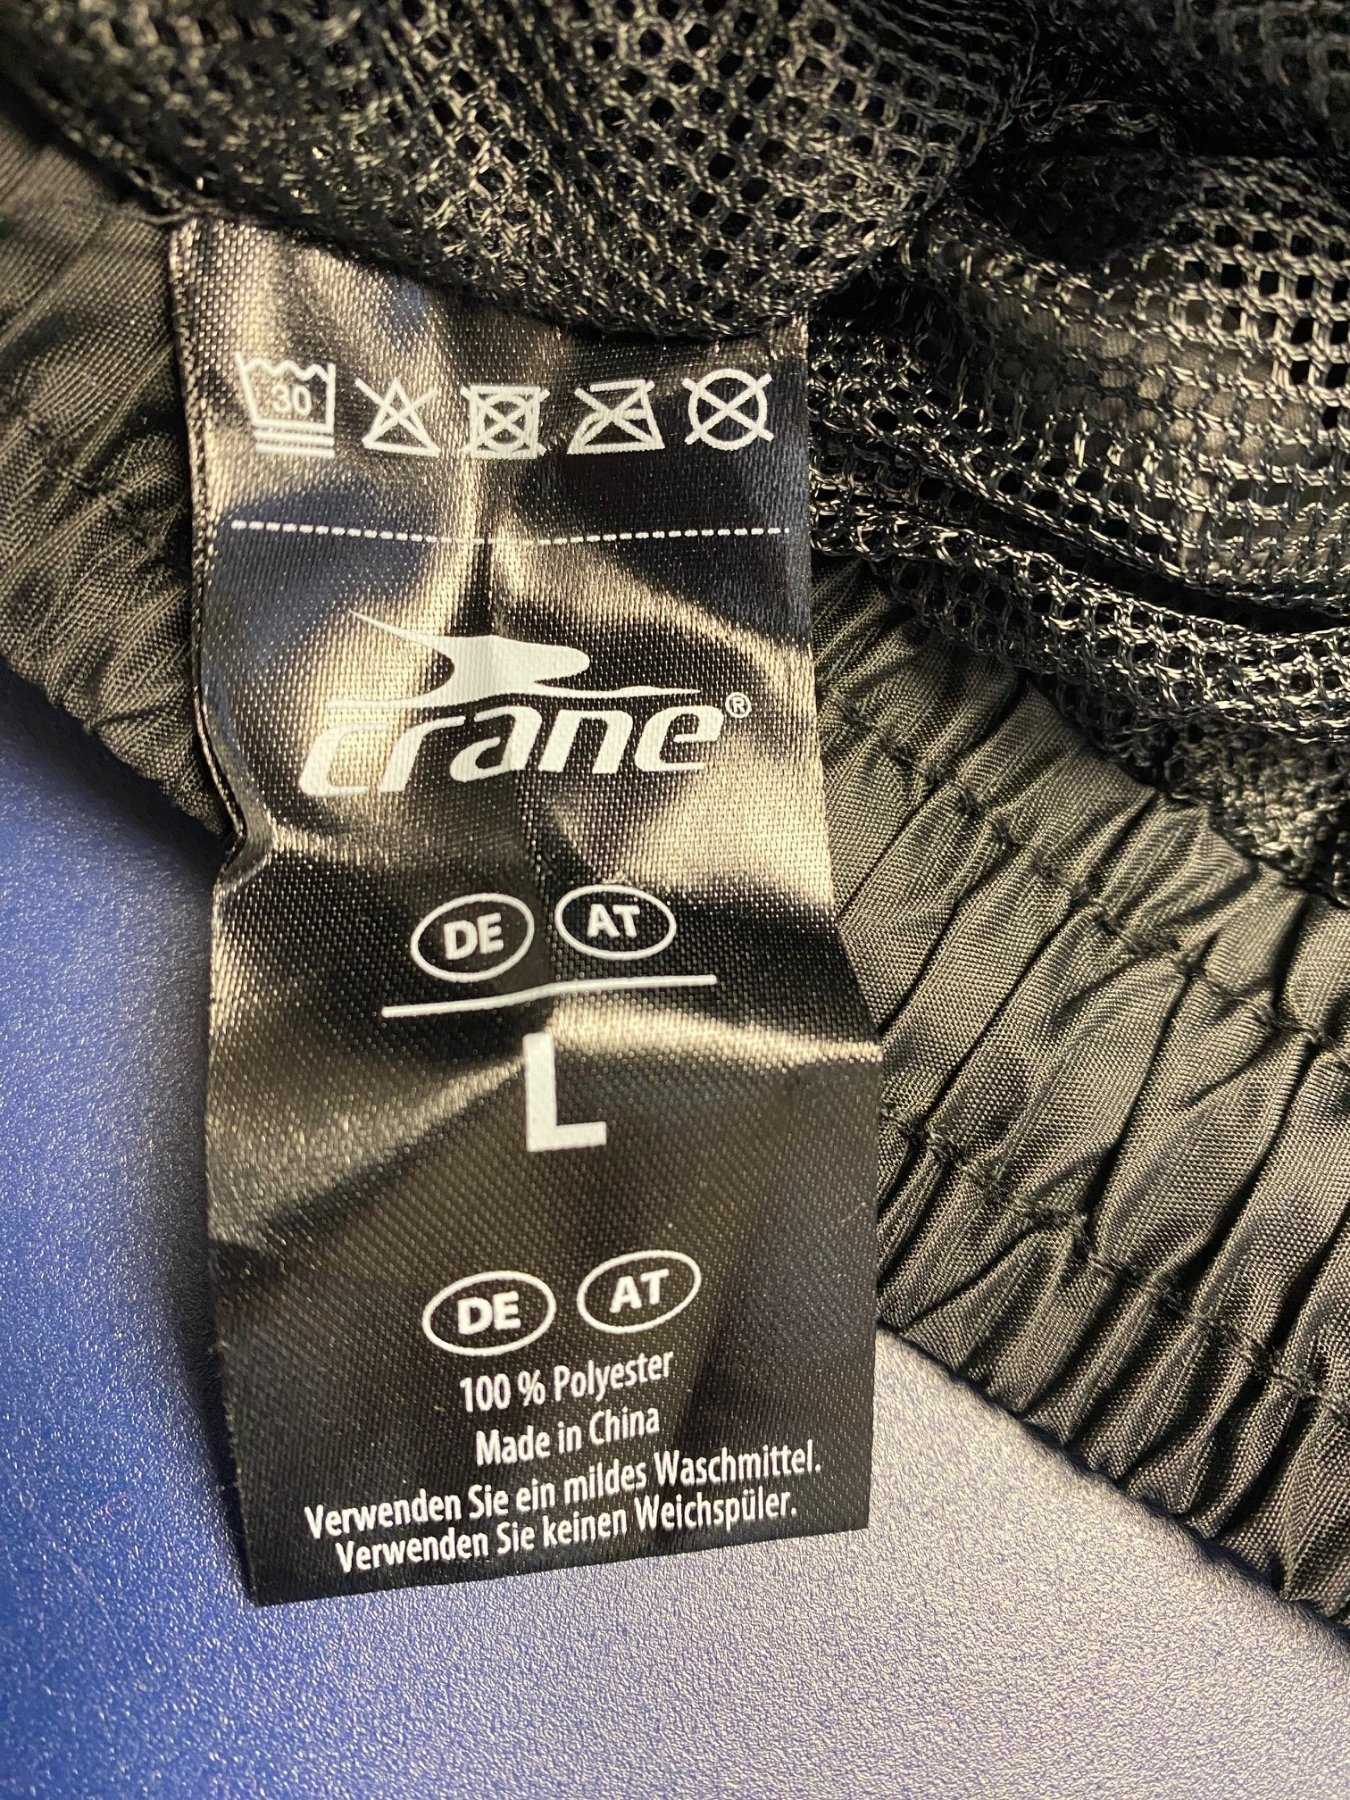 30
crane®
DE AT
L
DE AT
100 % Polyester
Made in China
Verwenden Sie ein mildes Waschmittel.
Verwenden Sie keinen Weichspüler.